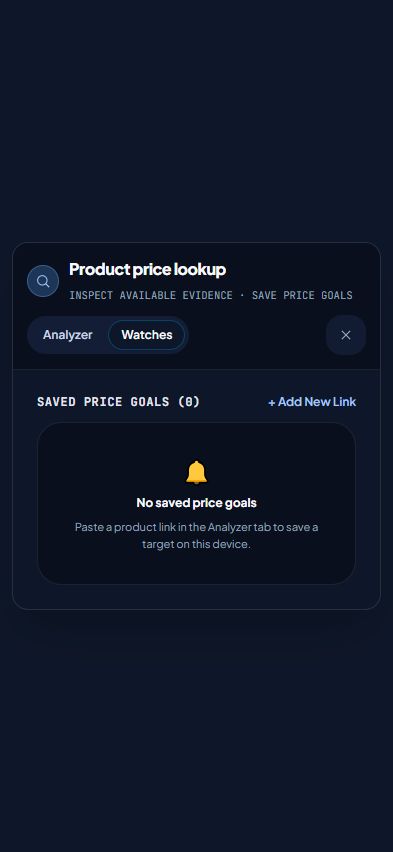 Product price lookup
INSPECT AVAILABLE EVIDENCE · SAVE PRICE GOALS
Analyzer
Watches
SAVED PRICE GOALS (0)
+ Add New Link
No saved price goals
Paste a product link in the Analyzer tab to save a
target on this device.